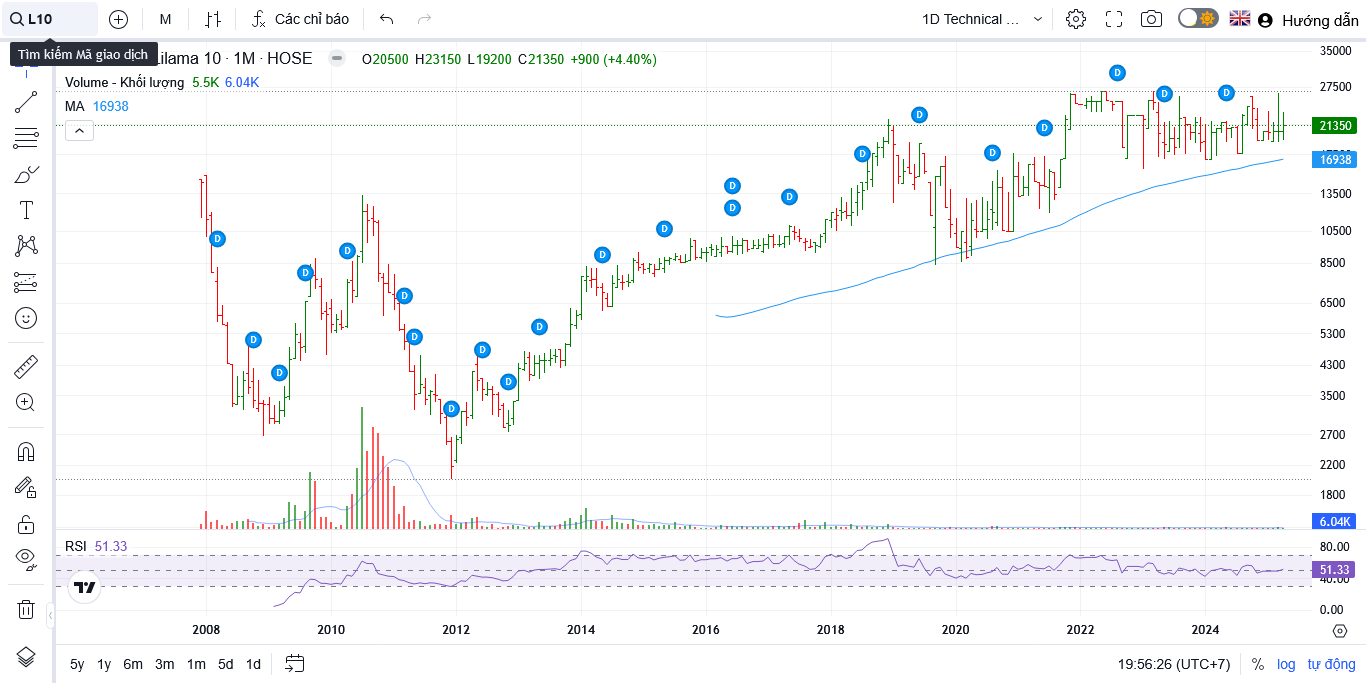 L10 M Các chỉ báo 1D Technical ... Hướng dẫn
Tìm kiếm Mã giao dịch
Lilama 10 · 1M · HOSE O20500 H23150 L19200 C21350 +900 (+4.40%)
Volume - Khối lượng 5.5K 6.04K
MA 16938
35000
27500
21350
16938
13500
10500
8500
6500
5300
4300
3500
2700
2200
1800
6.04K
D D D D D D D D D D D D D D D D D D D D D D D
RSI 51.33
80.00
51.33
40.00
0.00
2008 2010 2012 2014 2016 2018 2020 2022 2024
5y 1y 6m 3m 1m 5d 1d 19:56:26 (UTC+7) % log tự động